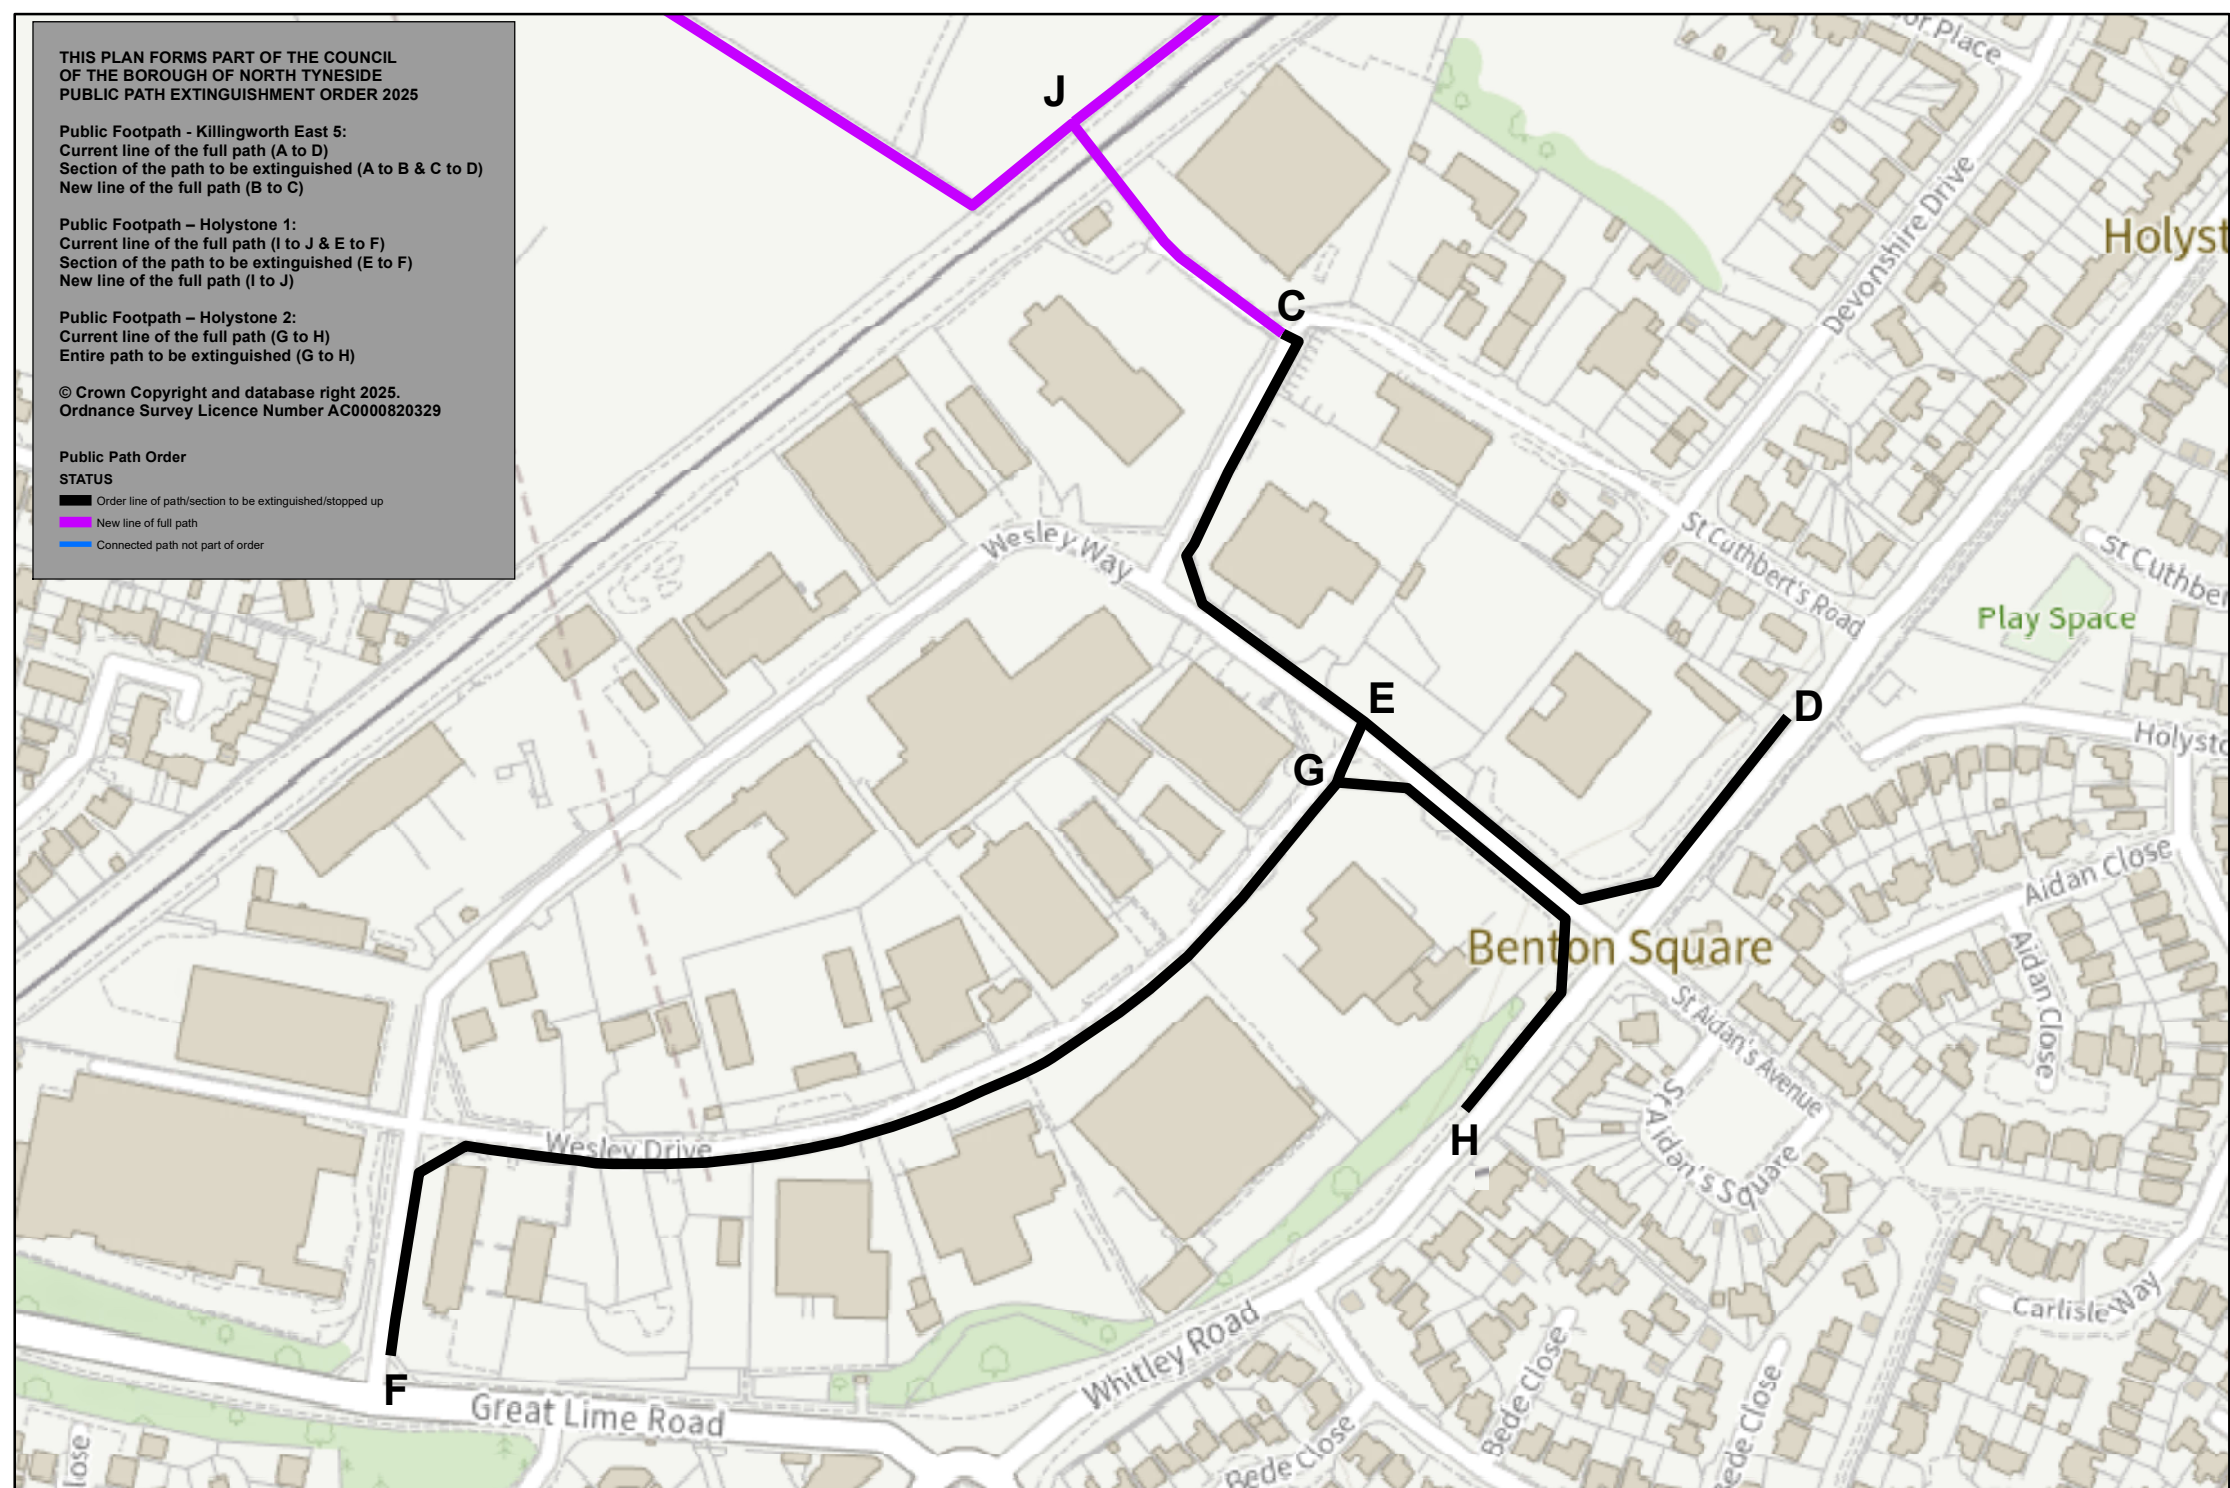 THIS PLAN FORMS PART OF THE COUNCIL
OF THE BOROUGH OF NORTH TYNESIDE
PUBLIC PATH EXTINGUISHMENT ORDER 2025
Public Footpath - Killingworth East 5:
Current line of the full path (A to D)
Section of the path to be extinguished (A to B & C to D)
New line of the full path (B to C)
Public Footpath – Holystone 1:
Current line of the full path (I to J & E to F)
Section of the path to be extinguished (E to F)
New line of the full path (I to J)
Public Footpath – Holystone 2:
Current line of the full path (G to H)
Entire path to be extinguished (G to H)
© Crown Copyright and database right 2025.
Ordnance Survey Licence Number AC0000820329
Public Path Order
STATUS
Order line of path/section to be extinguished/stopped up
New line of full path
Connected path not part of order
J
Place
Devonshire Drive
Holyst
C
Wesley Way
St Cuthbert's Road
St Cuthber
Play Space
E
D
G
Holysto
Aidan Close
Benton Square
Aidan Close
St Aidan's Avenue
St Aidan's Square
H
Wesley Drive
F
Great Lime Road
Whitley Road
Carlisle Way
Bede Close
Bede Close
ede Close
lose